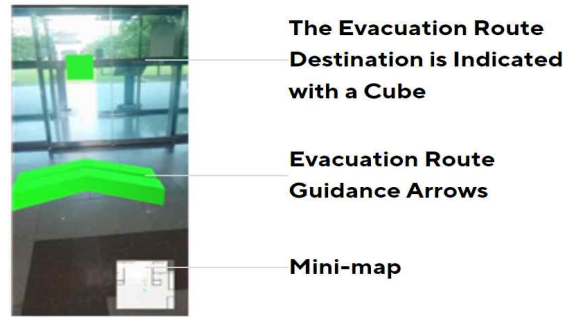 The Evacuation Route
Destination is Indicated
with a Cube
Evacuation Route
Guidance Arrows
Mini-map